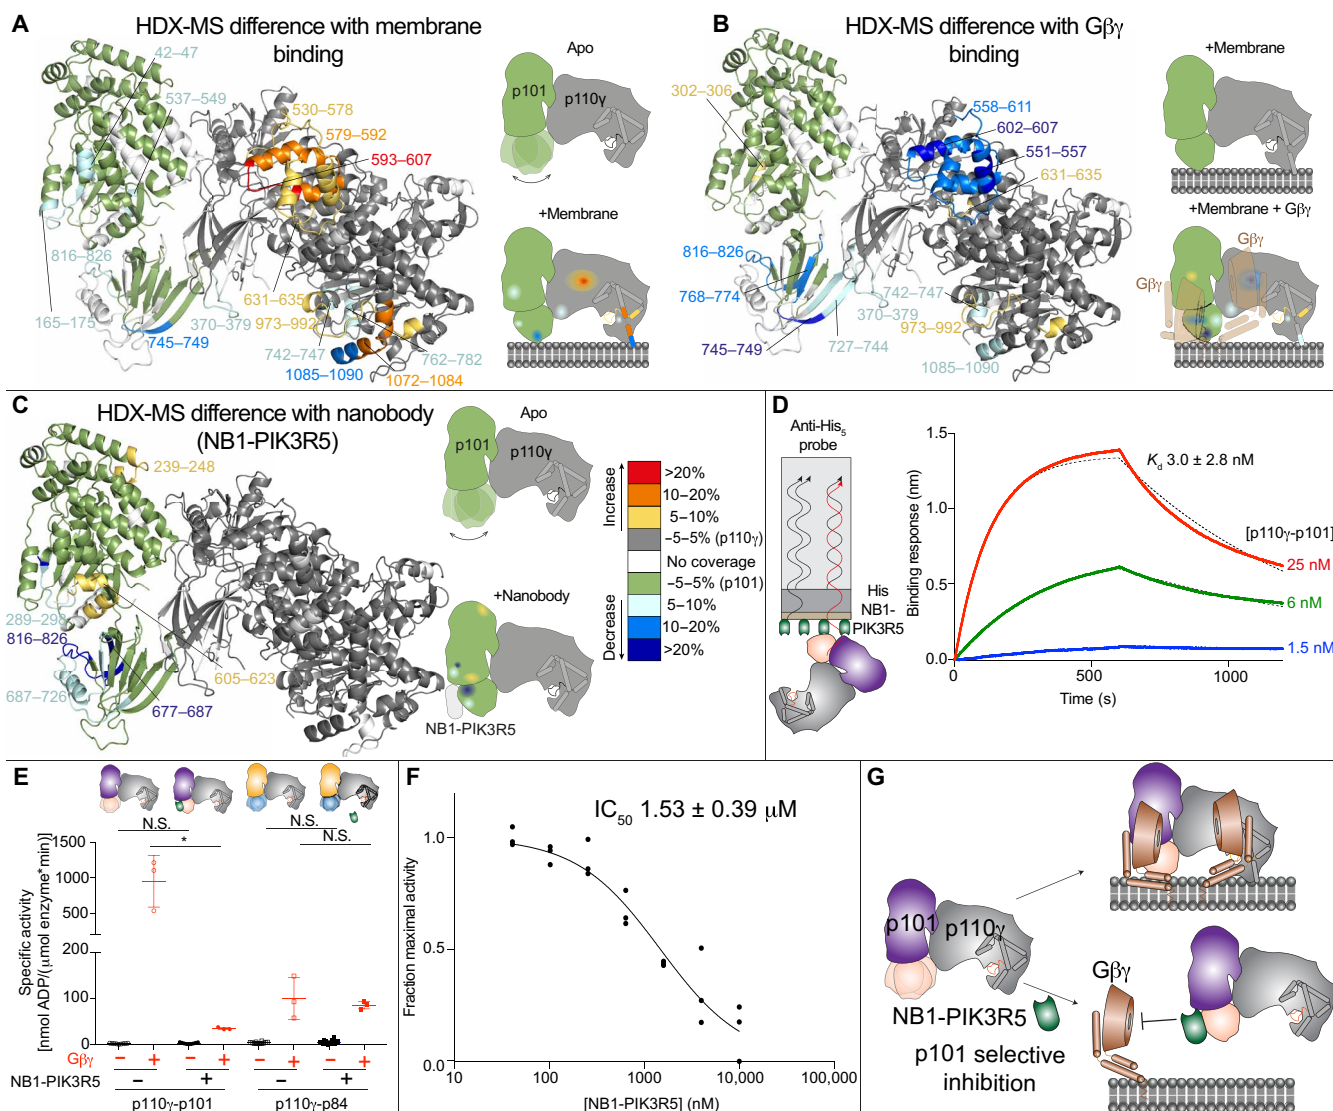 A
HDX-MS difference with membrane
binding
42–47
537–549
530–578
579–592
593–607
816–826
165–175
745–749
370–379
631–635
973–992
742–747
762–782
1085–1090
1072–1084
Apo
p101
p110γ
+Membrane
B
HDX-MS difference with Gβγ
binding
302–306
558–611
602–607
551–557
631–635
816–826
768–774
745–749
727–744
370–379
742–747
973–992
1085–1090
+Membrane
+Membrane + Gβγ
Gβγ
Gβγ
C
HDX-MS difference with nanobody
(NB1-PIK3R5)
239–248
289–298
816–826
687–726
677–687
605–623
Apo
p101
p110γ
+Nanobody
NB1-PIK3R5
Increase
Decrease
>20%
10–20%
5–10%
–5–5% (p110γ)
No coverage
–5–5% (p101)
5–10%
10–20%
>20%
D
Anti-His5
probe
His
NB1-
PIK3R5
Binding response (nm)
1.5
1.0
0.5
0.0
0
500
1000
Time (s)
Kd 3.0 ± 2.8 nM
[p110γ-p101]
25 nM
6 nM
1.5 nM
E
N.S.
*
N.S.
N.S.
Specific activity
[nmol ADP/(μmol enzyme*min)]
1500
1000
500
200
100
0
Gβγ – + – + – + – +
NB1-PIK3R5 – + – +
p110γ-p101 p110γ-p84
F
IC50 1.53 ± 0.39 μM
Fraction maximal activity
1.0
0.5
0.0
10 100 1000 10,000 100,000
[NB1-PIK3R5] (nM)
G
p101
p110γ
NB1-PIK3R5
p101 selective
inhibition
Gβγ